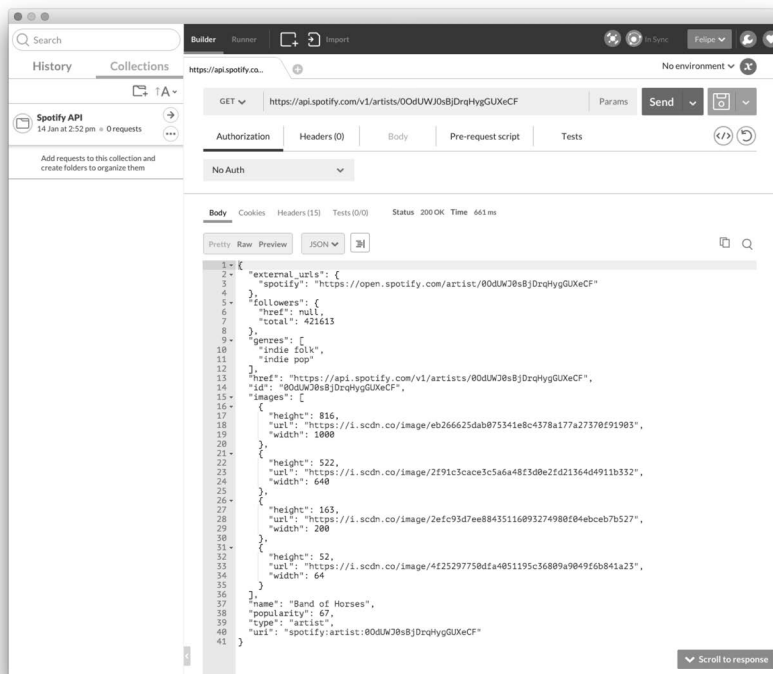 Search
Builder Runner Import In Sync Felipe
History Collections
https://api.spotify.co...
No environment
x
↑A
Spotify API
14 Jan at 2:52 pm 0 requests
Add requests to this collection and
create folders to organize them
GET https://api.spotify.com/v1/artists/0OdUWJ0sBjDrqHygGUXeCF Params Send
Authorization Headers (0) Body Pre-request script Tests
No Auth
Body Cookies Headers (15) Tests (0/0) Status 200 OK Time 661 ms
Pretty Raw Preview JSON
1 {
2 "external_urls": {
3 "spotify": "https://open.spotify.com/artist/0OdUWJ0sBjDrqHygGUXeCF"
4 },
5 "followers": {
6 "href": null,
7 "total": 421613
8 },
9 "genres": [
10 "indie folk",
11 "indie pop"
12 ],
13 "href": "https://api.spotify.com/v1/artists/0OdUWJ0sBjDrqHygGUXeCF",
14 "id": "0OdUWJ0sBjDrqHygGUXeCF",
15 "images": [
16 {
17 "height": 816,
18 "url": "https://i.scdn.co/image/eb266625dab075341e8c4378a177a27370f91903",
19 "width": 1000
20 },
21 {
22 "height": 522,
23 "url": "https://i.scdn.co/image/2f91c3cace3c5a6a48f3d0e2fd21364d4911b332",
24 "width": 640
25 },
26 {
27 "height": 163,
28 "url": "https://i.scdn.co/image/2efc93d7ee88435116093274980f04ebceb7b527",
29 "width": 200
30 },
31 {
32 "height": 52,
33 "url": "https://i.scdn.co/image/4f25297750dfa4051195c36809a9049f6b841a23",
34 "width": 64
35 }
36 ],
37 "name": "Band of Horses",
38 "popularity": 67,
39 "type": "artist",
40 "uri": "spotify:artist:0OdUWJ0sBjDrqHygGUXeCF"
41 }
Scroll to response